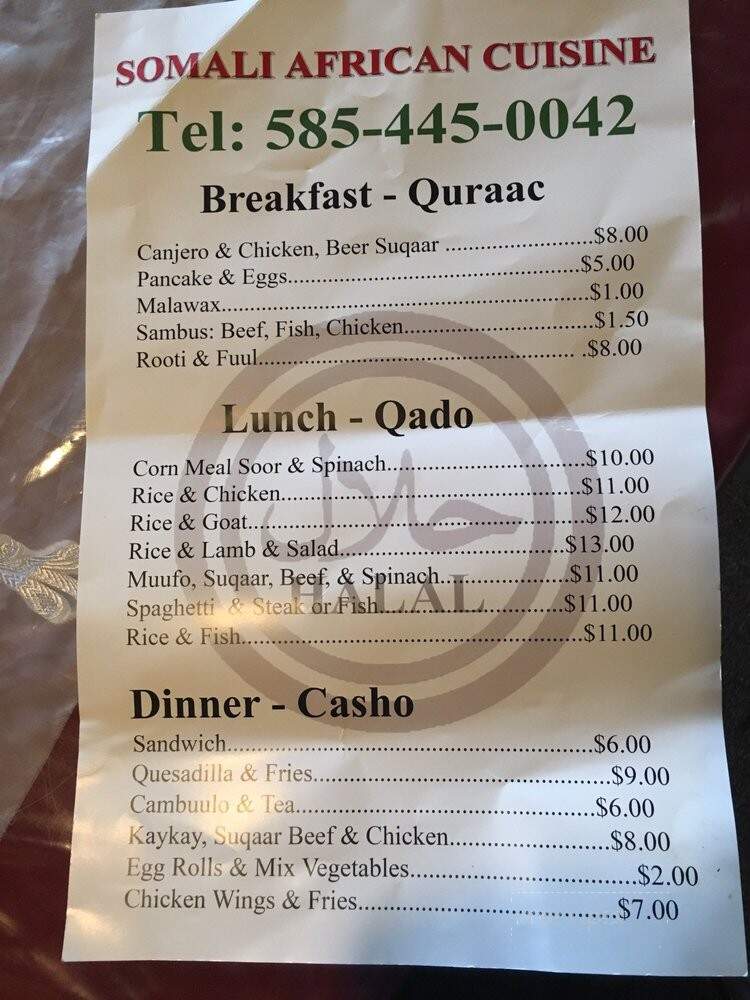 SOMALI AFRICAN CUISINE
Tel: 585-445-0042
Breakfast - Quraac
Canjero & Chicken, Beer Suqaar ..........................$8.00
Pancake & Eggs....................................................$5.00
Malawax.................................................................$1.00
Sambus: Beef, Fish, Chicken.................................$1.50
Rooti & Fuul....................................................... .$8.00
Lunch - Qado
Corn Meal Soor & Spinach...................................$10.00
Rice & Chicken.....................................................$11.00
Rice & Goat...........................................................$12.00
Rice & Lamb & Salad.......................................$13.00
Muufo, Suqaar, Beef, & Spinach.......................$11.00
Spaghetti & Steak or Fish................................$11.00
Rice & Fish............................................................$11.00
حلال
HALAL
Dinner - Casho
Sandwich................................................................$6.00
Quesadilla & Fries....................................................$9.00
Cambuulo & Tea....................................................$6.00
Kaykay, Suqaar Beef & Chicken............................$8.00
Egg Rolls & Mix Vegetables.......................................$2.00
Chicken Wings & Fries.............................................$7.00